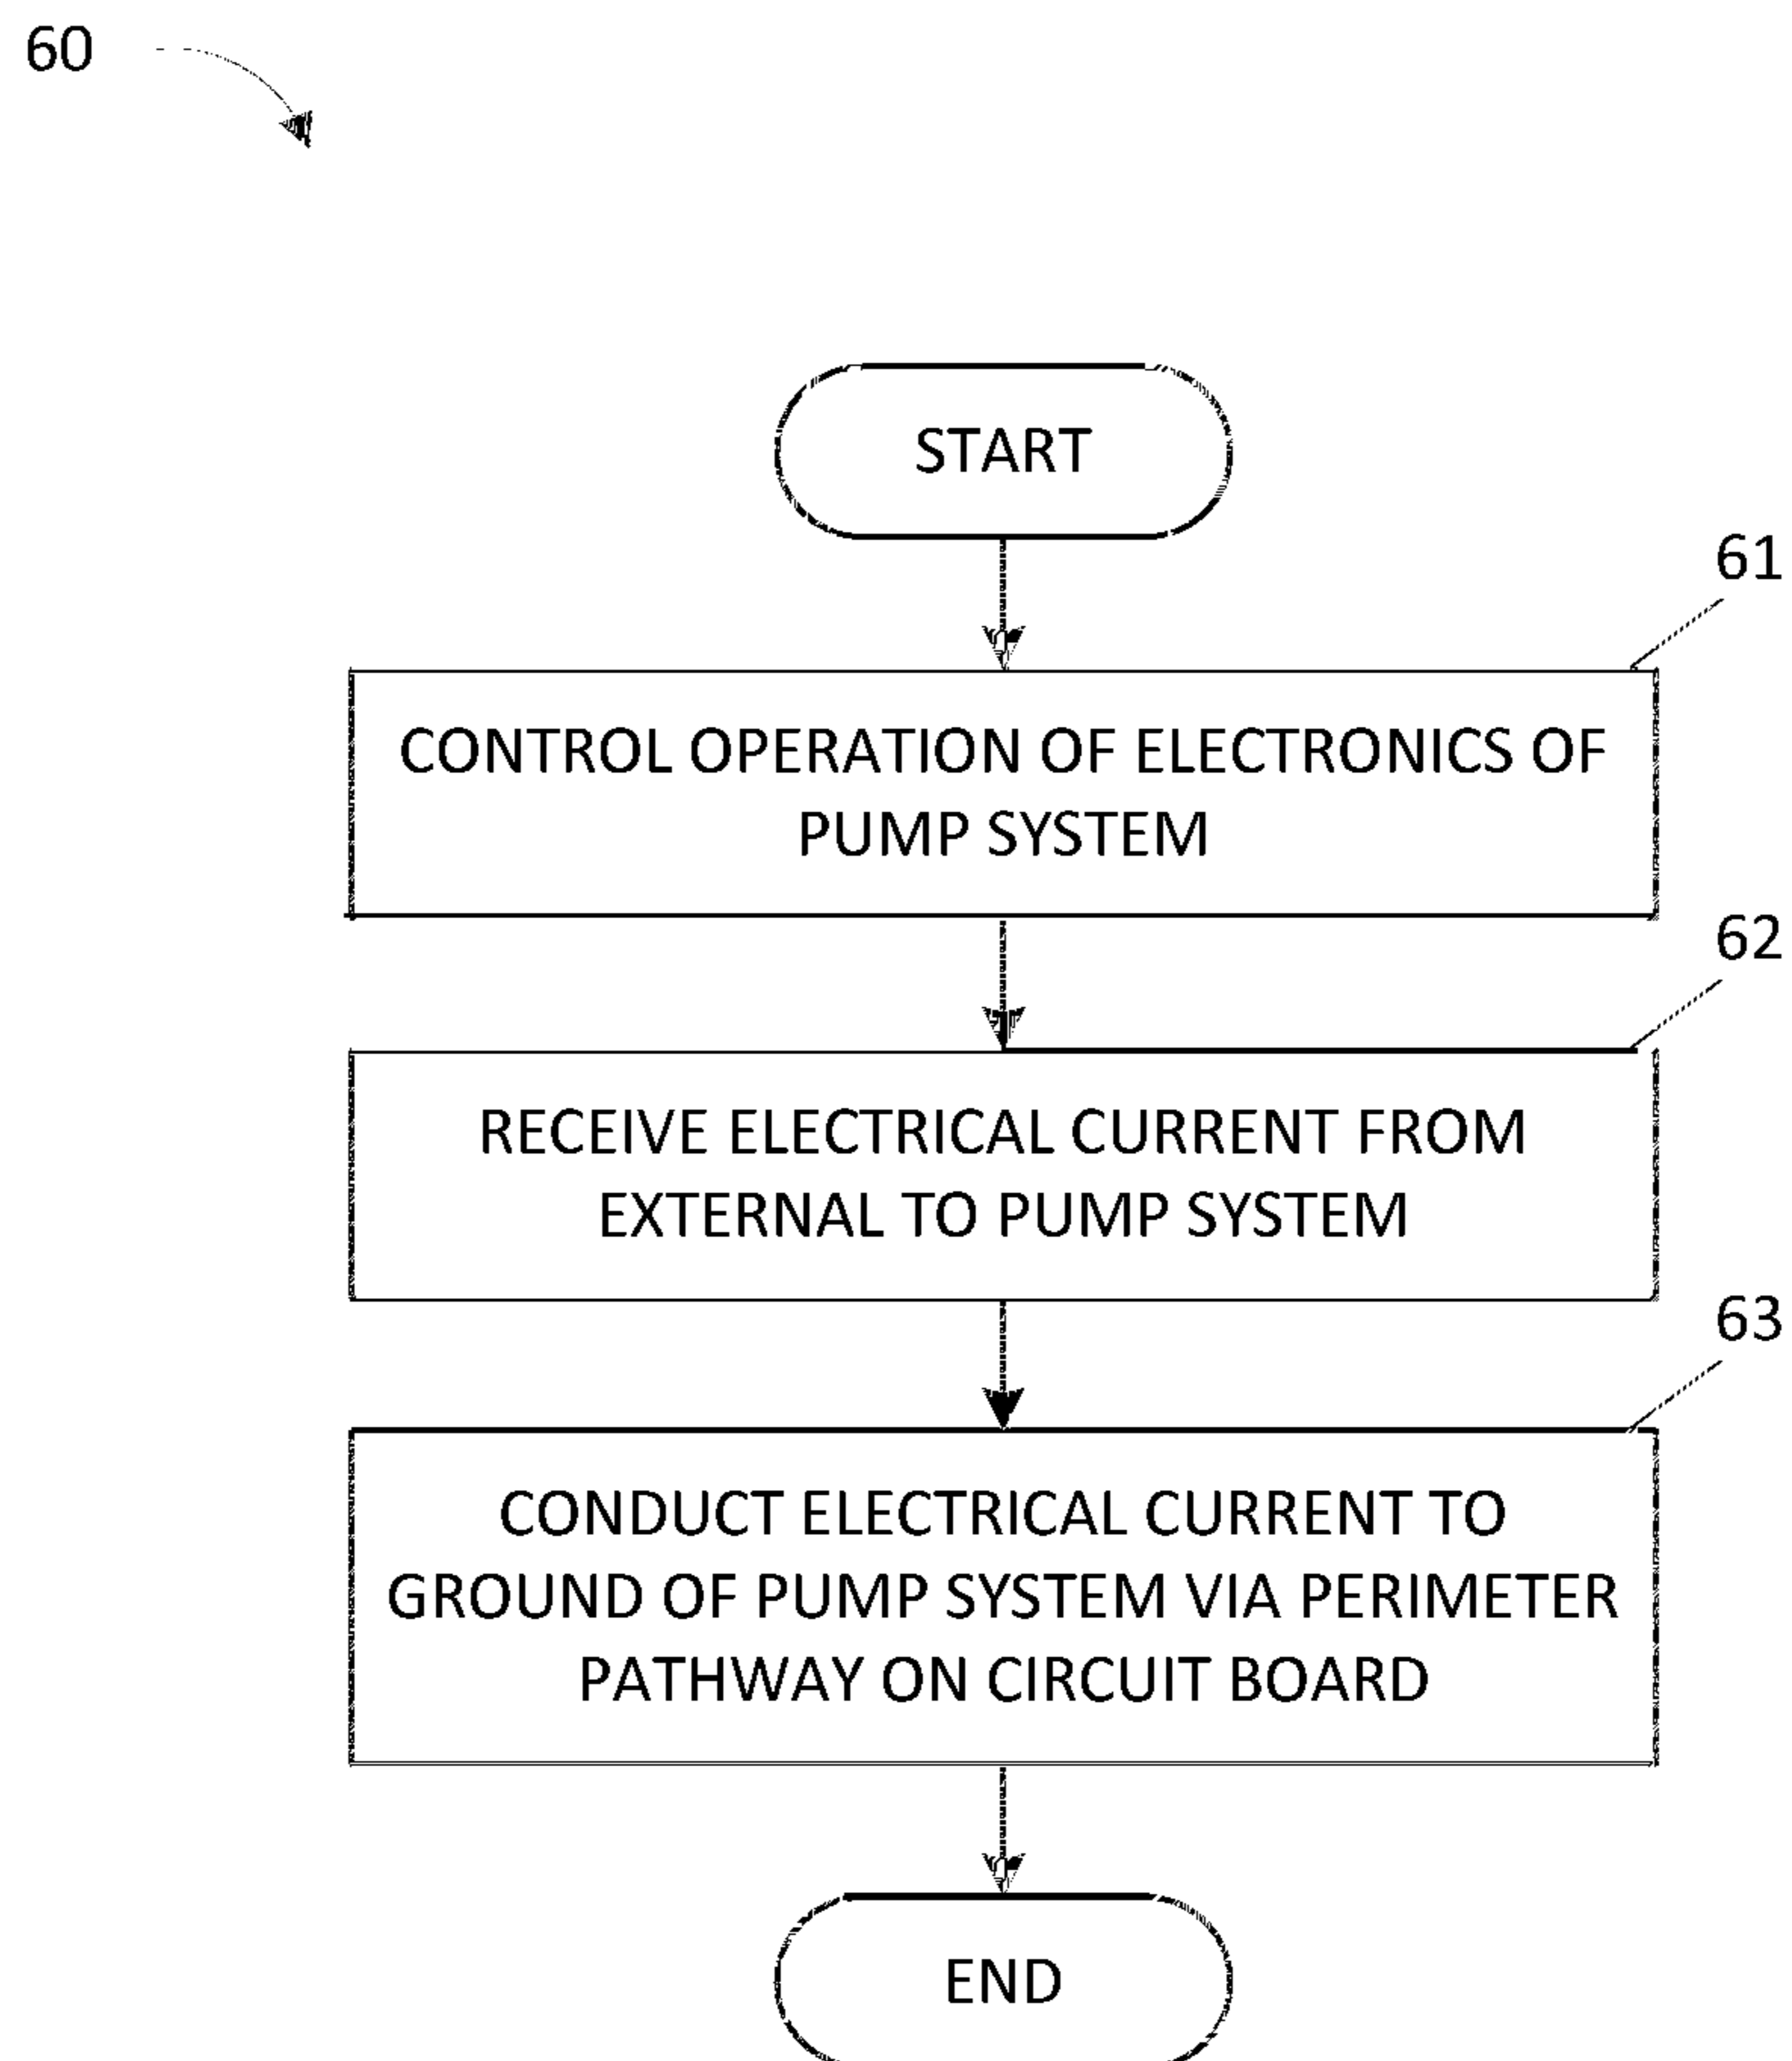 60
START
61
CONTROL OPERATION OF ELECTRONICS OF
PUMP SYSTEM
62
RECEIVE ELECTRICAL CURRENT FROM
EXTERNAL TO PUMP SYSTEM
63
CONDUCT ELECTRICAL CURRENT TO
GROUND OF PUMP SYSTEM VIA PERIMETER
PATHWAY ON CIRCUIT BOARD
END